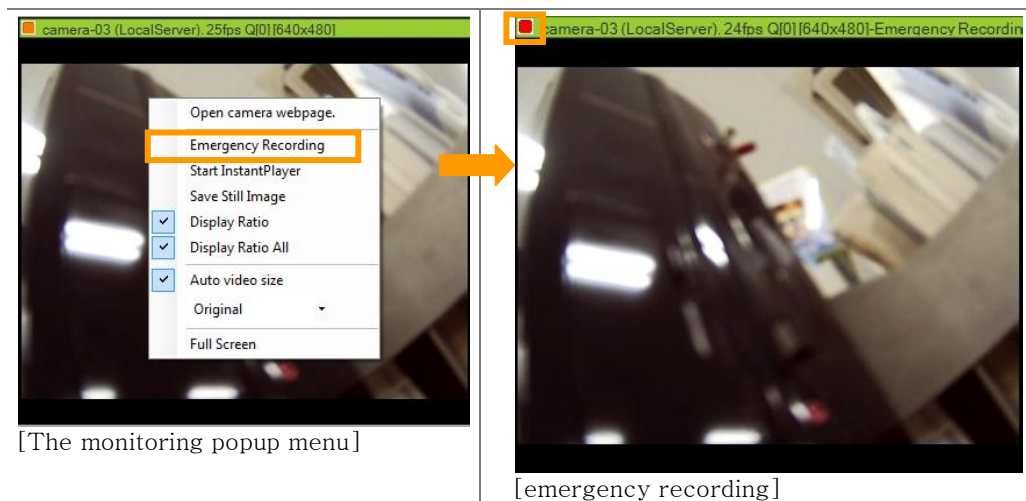 camera-03 (LocalServer). 25fps Q[0] [640x480]
Open camera webpage.
Emergency Recording
Start InstantPlayer
Save Still Image
Display Ratio
Display Ratio All
Auto video size
Original
Full Screen
[The monitoring popup menu]
camera-03 (LocalServer). 24fps Q[0] [640x480]-Emergency Recordin
[emergency recording]